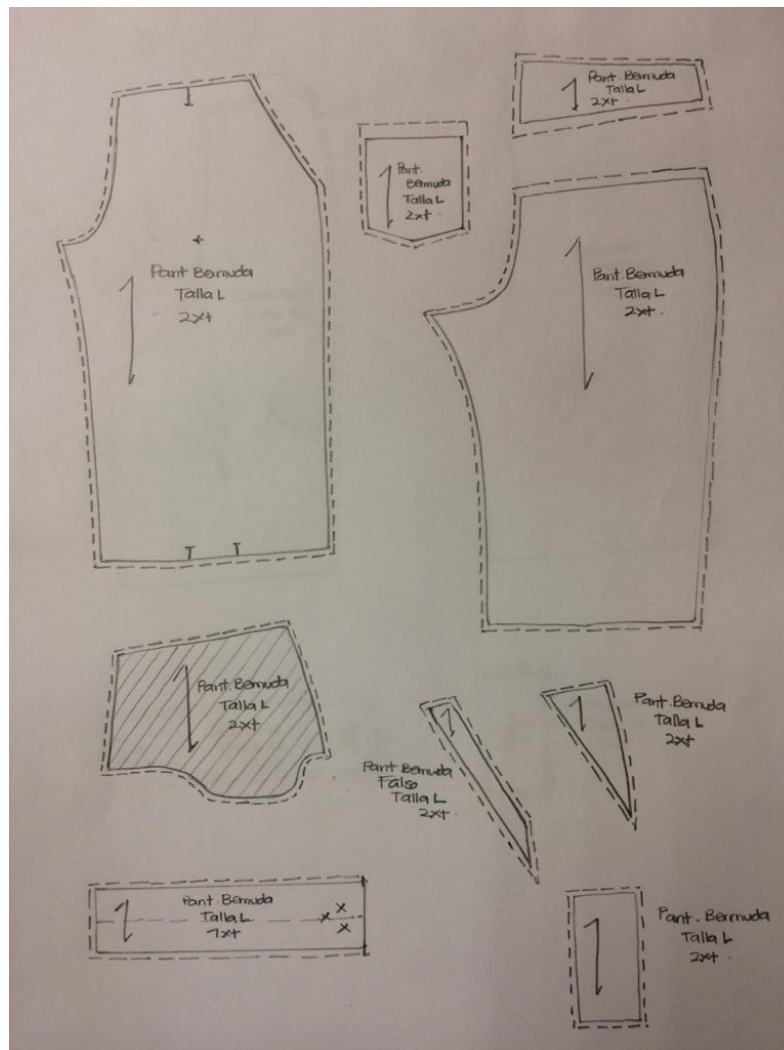 Pant. Bermuda
Talla L
2xt.
Pant.
Bermuda
Talla L
2xt
Pant Bermuda
Talla L
2xt
Pant. Bermuda
Talla L
2xt.
Pant. Bermuda
Talla L
2xt
Pant Bermuda
Falso
Talla L
2xt.
Pant. Bermuda
Talla L
2xt
Pant. Bermuda
Talla L
1xt
x
x
x
Pant. Bermuda
Talla L
2xt.